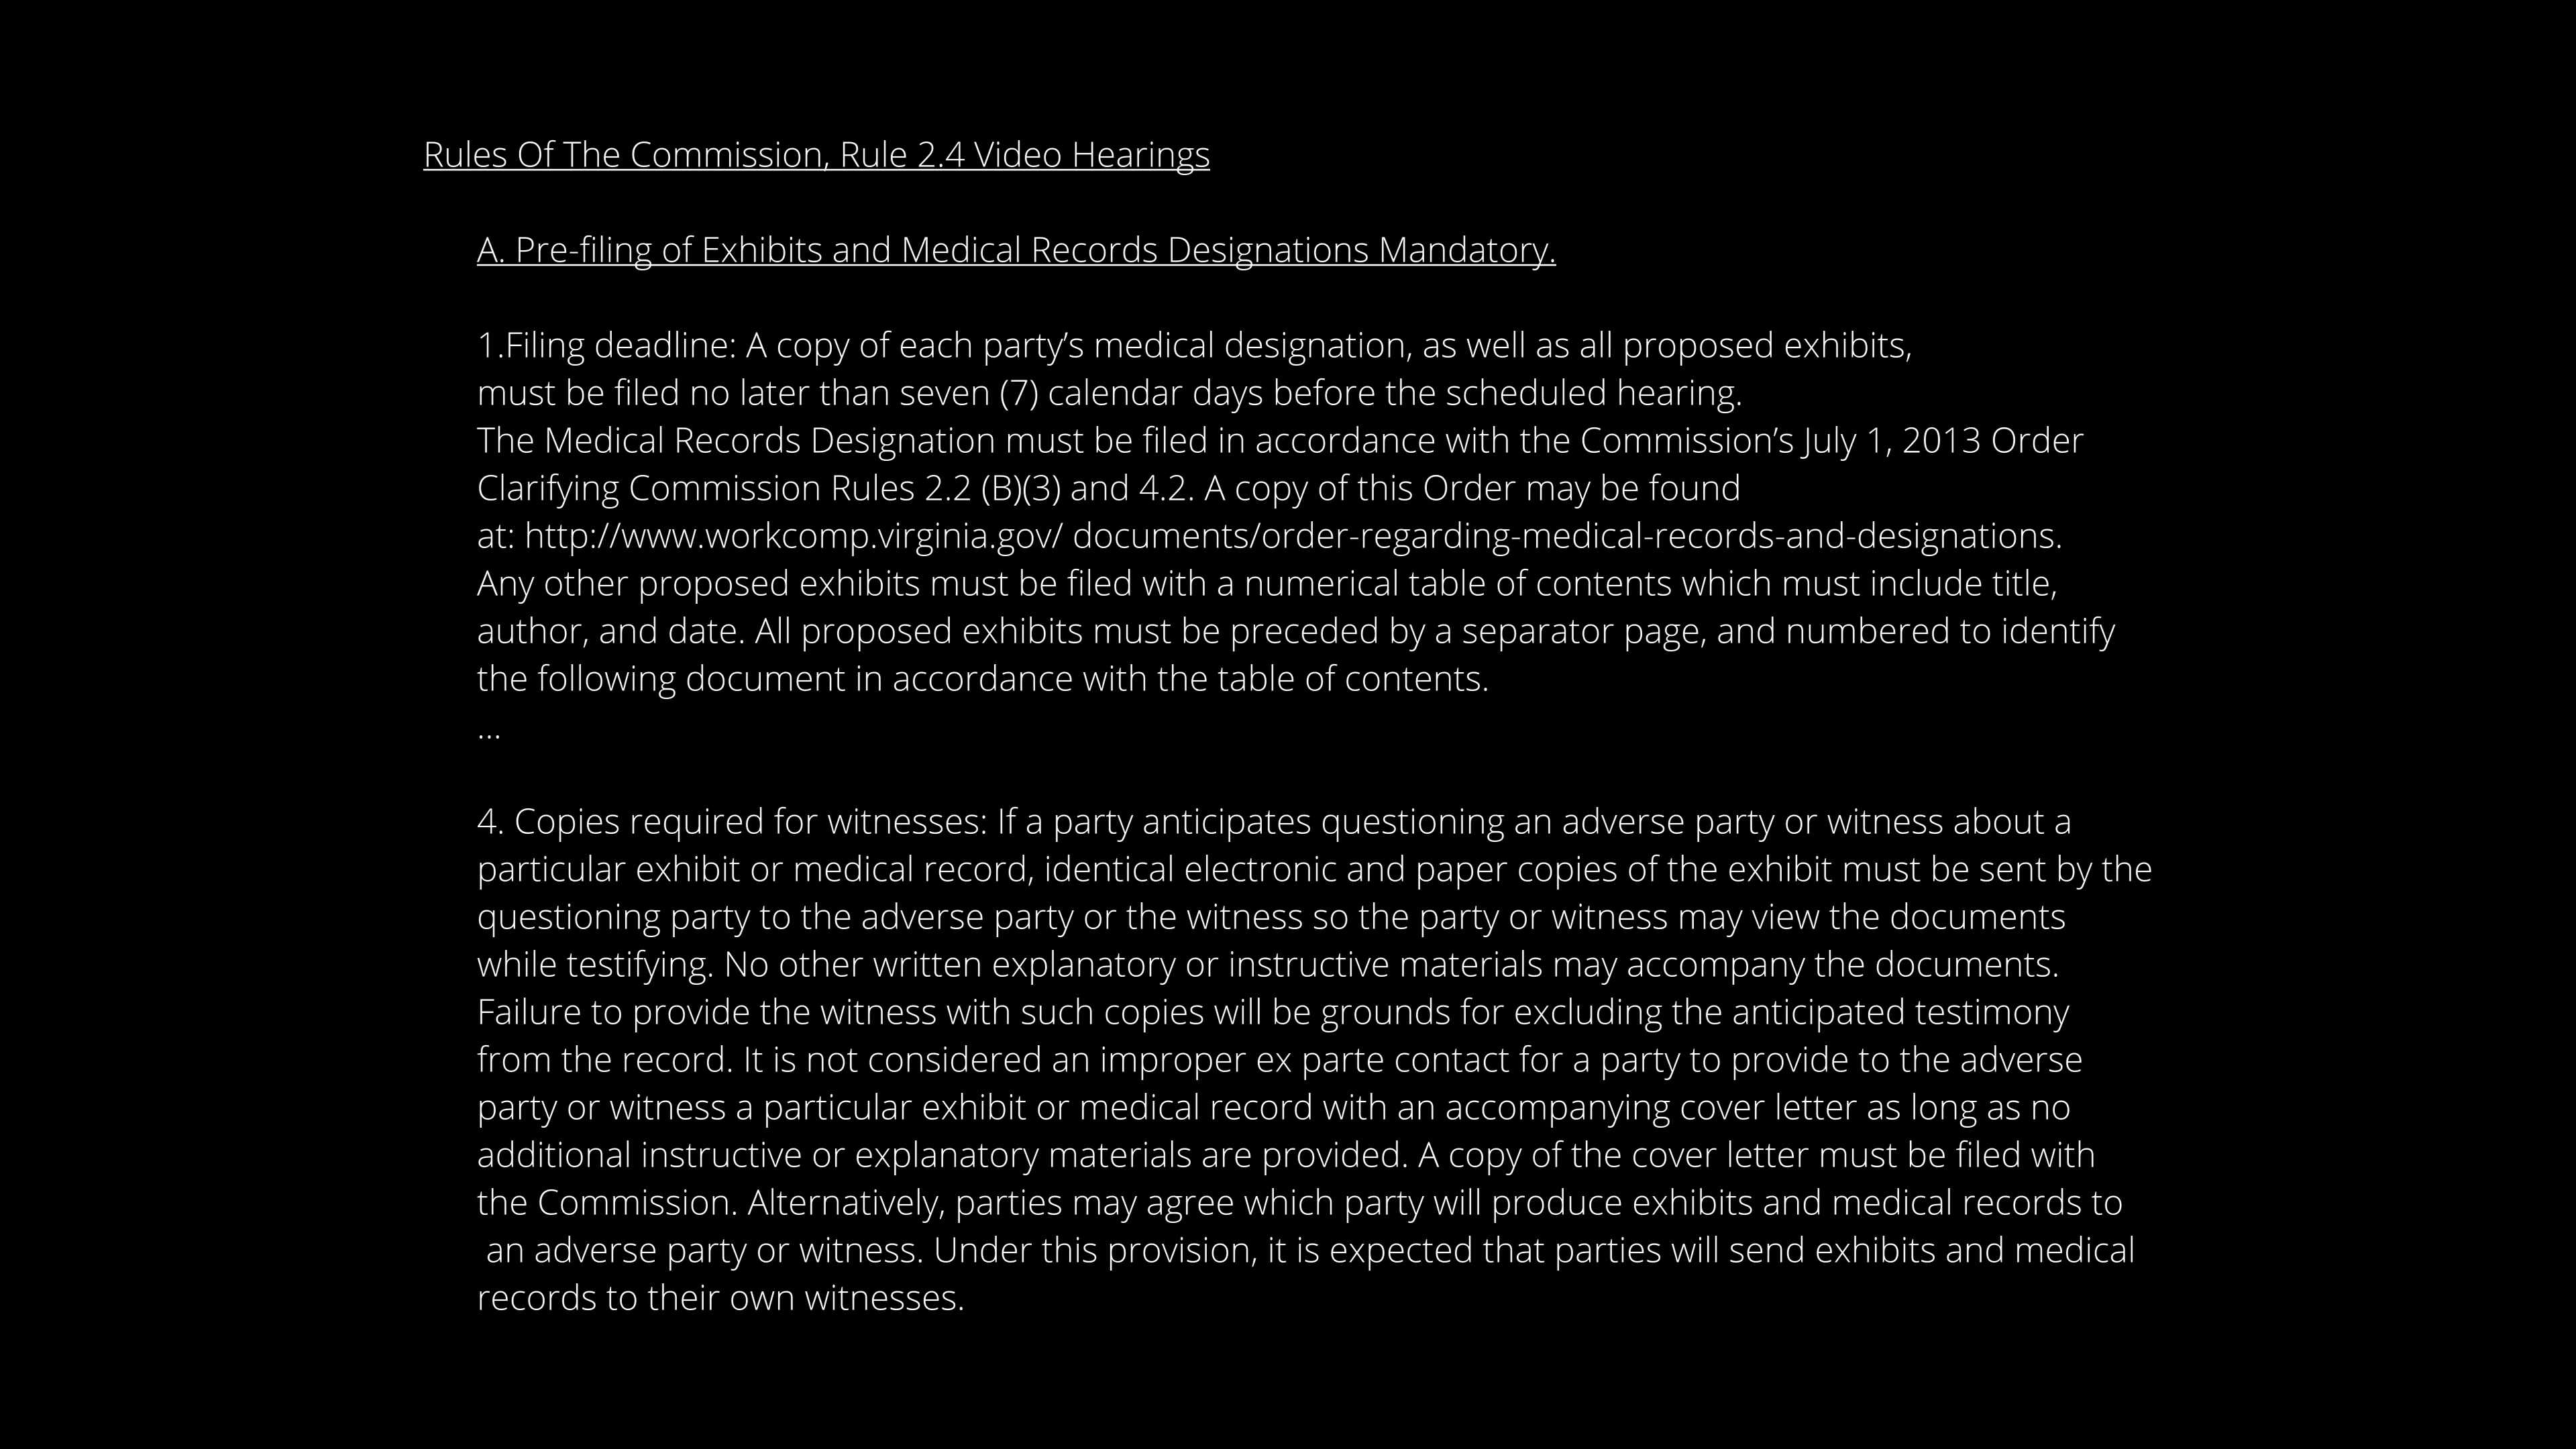 Rules Of The Commission, Rule 2.4 Video Hearings
A. Pre-filing of Exhibits and Medical Records Designations Mandatory.
1.Filing deadline: A copy of each party’s medical designation, as well as all proposed exhibits,
must be filed no later than seven (7) calendar days before the scheduled hearing.
The Medical Records Designation must be filed in accordance with the Commission’s July 1, 2013 Order
Clarifying Commission Rules 2.2 (B)(3) and 4.2. A copy of this Order may be found
at: http://www.workcomp.virginia.gov/ documents/order-regarding-medical-records-and-designations.
Any other proposed exhibits must be filed with a numerical table of contents which must include title,
author, and date. All proposed exhibits must be preceded by a separator page, and numbered to identify
the following document in accordance with the table of contents.
...
4. Copies required for witnesses: If a party anticipates questioning an adverse party or witness about a
particular exhibit or medical record, identical electronic and paper copies of the exhibit must be sent by the
questioning party to the adverse party or the witness so the party or witness may view the documents
while testifying. No other written explanatory or instructive materials may accompany the documents.
Failure to provide the witness with such copies will be grounds for excluding the anticipated testimony
from the record. It is not considered an improper ex parte contact for a party to provide to the adverse
party or witness a particular exhibit or medical record with an accompanying cover letter as long as no
additional instructive or explanatory materials are provided. A copy of the cover letter must be filed with
the Commission. Alternatively, parties may agree which party will produce exhibits and medical records to
an adverse party or witness. Under this provision, it is expected that parties will send exhibits and medical
records to their own witnesses.